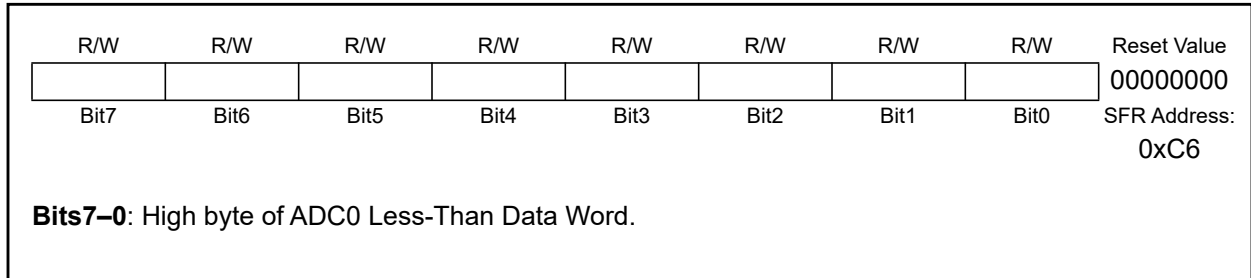 R/W R/W R/W R/W R/W R/W R/W R/W Reset Value
00000000
Bit7 Bit6 Bit5 Bit4 Bit3 Bit2 Bit1 Bit0 SFR Address:
0xC6
Bits7–0: High byte of ADC0 Less-Than Data Word.